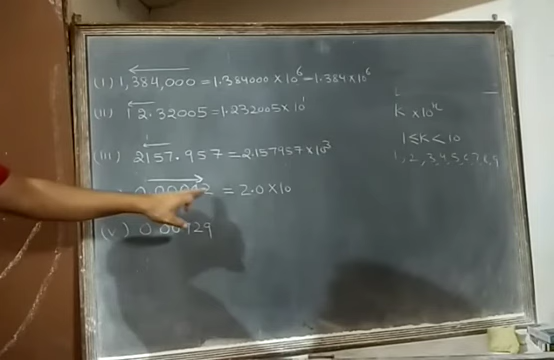 (i) 1,384,000 = 1.384000 × 10⁶ = 1.384 × 10⁶
(ii) 12.32005 = 1.232005 × 10¹
(iii) 2157.957 = 2.157957 × 10³
= 2.0 × 10
(v) 0.00929
K × 10ⁿ
1 ≤ K < 10
1, 2, 3, 4, 5, 6, 7, 8, 9